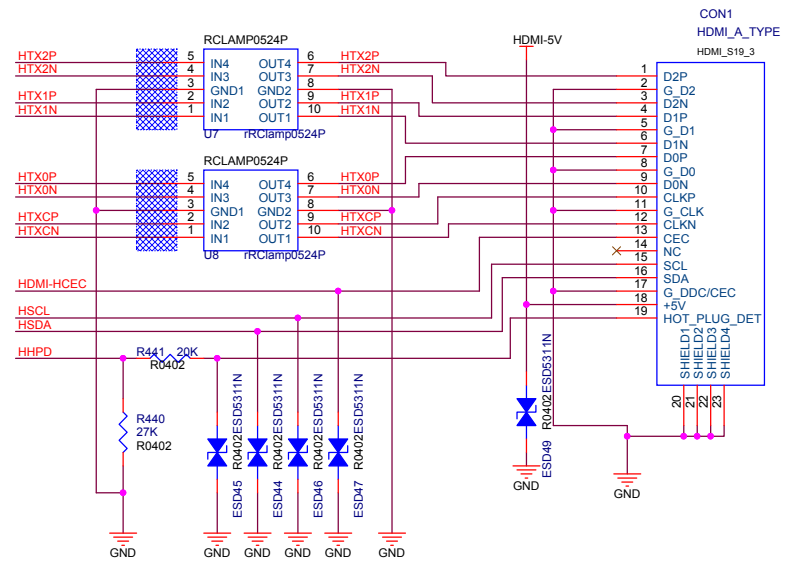 CON1
HDMI_A_TYPE
HDMI_S19_3
RCLAMP0524P
HDMI-5V
HTX2P 5 IN4 OUT4 6 HTX2P
HTX2N 4 IN3 OUT3 7 HTX2N
3 GND1 GND2 8
HTX1P 2 IN2 OUT2 9 HTX1P
HTX1N 1 IN1 OUT1 10 HTX1N
U7 rRClamp0524P
RCLAMP0524P
HTX0P 5 IN4 OUT4 6 HTX0P
HTX0N 4 IN3 OUT3 7 HTX0N
3 GND1 GND2 8
HTXCP 2 IN2 OUT2 9 HTXCP
HTXCN 1 IN1 OUT1 10 HTXCN
U8 rRClamp0524P
1 D2P
2 G_D2
3 D2N
4 D1P
5 G_D1
6 D1N
7 D0P
8 G_D0
9 D0N
10 CLKP
11 G_CLK
12 CLKN
13 CEC
14 NC
15 SCL
16 SDA
17 G_DDC/CEC
18 +5V
19 HOT_PLUG_DET
SHIELD1
SHIELD2
SHIELD3
SHIELD4
20
21
22
23
HDMI-HCEC
HSCL
HSDA
HHPD
R441 20K
R0402
R440
27K
R0402
ESD45 R0402 ESD5311N
ESD44 R0402 ESD5311N
ESD46 R0402 ESD5311N
ESD47 R0402 ESD5311N
ESD49 R0402 ESD5311N
GND
GND
GND
GND
GND
GND
GND
GND